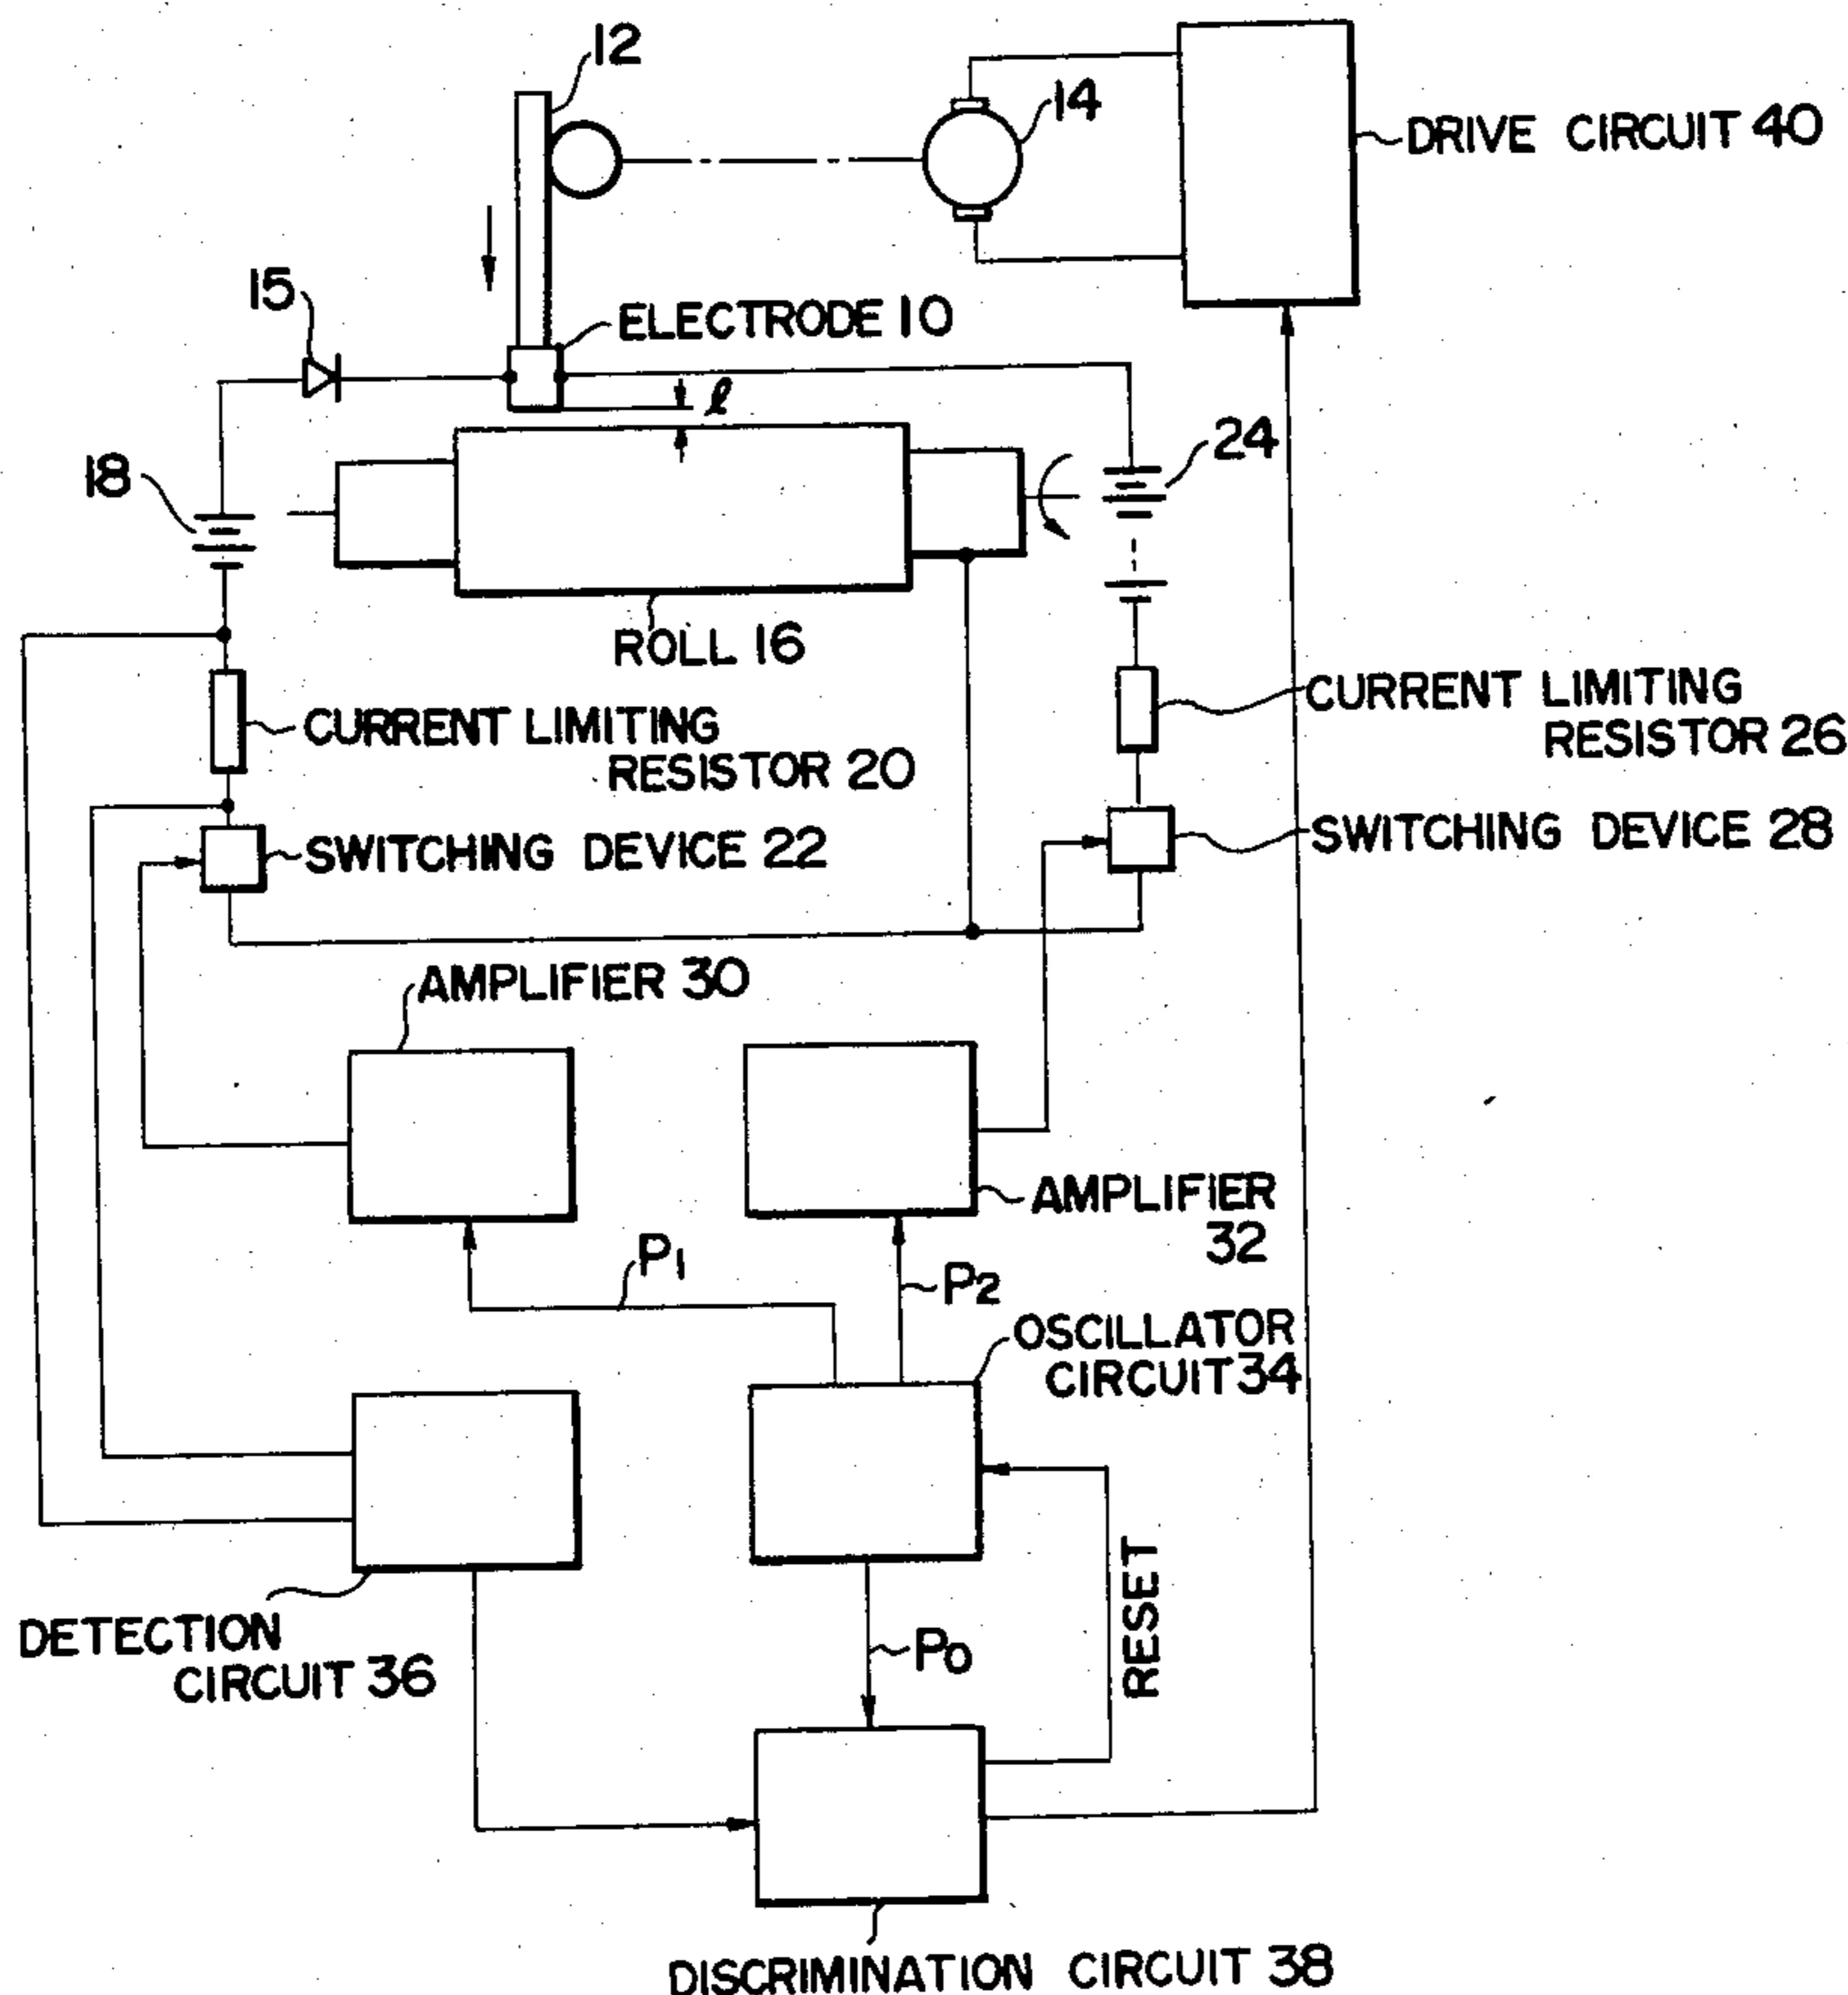 12
14
DRIVE CIRCUIT 40
15
ELECTRODE 10
ℓ
24
18
ROLL 16
CURRENT LIMITING
RESISTOR 26
CURRENT LIMITING
RESISTOR 20
SWITCHING DEVICE 22
SWITCHING DEVICE 28
AMPLIFIER 30
AMPLIFIER
32
P1
P2
OSCILLATOR
CIRCUIT 34
RESET
DETECTION
CIRCUIT 36
P0
DISCRIMINATION CIRCUIT 38